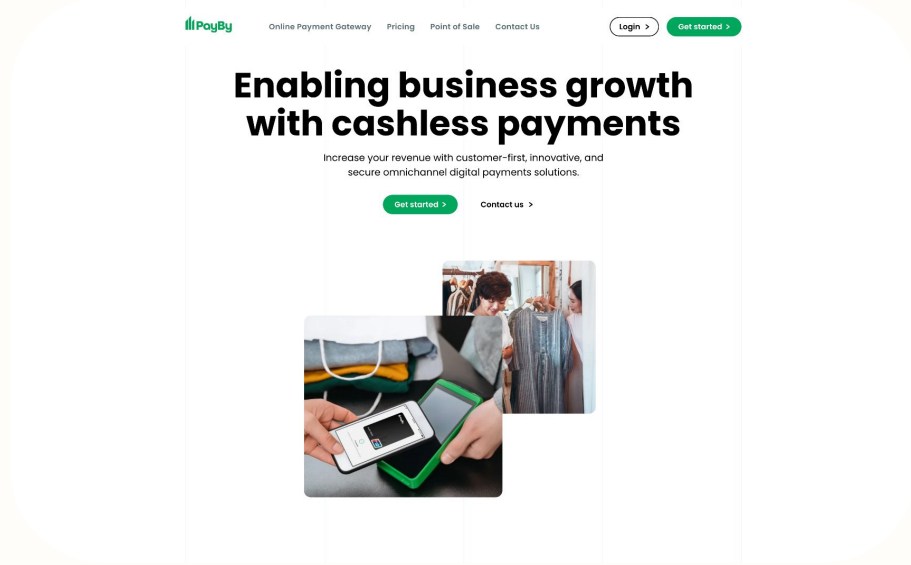 PayBy
Online Payment Gateway
Pricing
Point of Sale
Contact Us
Login >
Get started >
Enabling business growth
with cashless payments
Increase your revenue with customer-first, innovative, and
secure omnichannel digital payments solutions.
Get started >
Contact us >